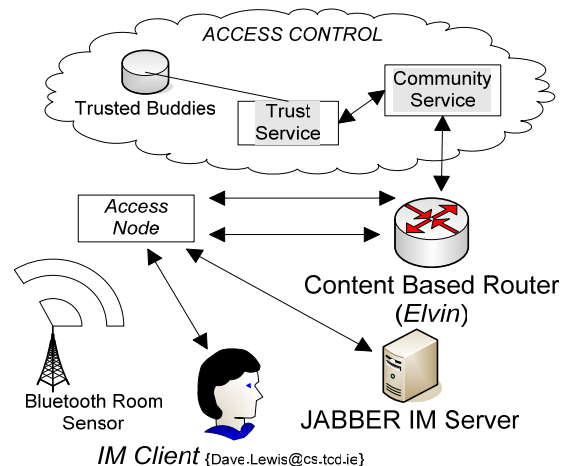 ACCESS CONTROL
Trusted Buddies
Trust
Service
Community
Service
Access
Node
Content Based Router
(Elvin)
Bluetooth Room
Sensor
JABBER IM Server
IM Client {Dave.Lewis@cs.tcd.ie}